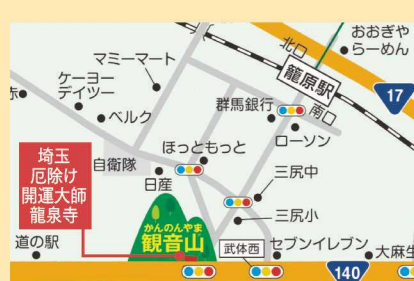 おおぎや
らーめん
北口
マミーマート
籠原駅
ケーヨー
デイツー
17
群馬銀行
南口
ベルク
ローソン
ほっともっと
埼玉
厄除け
開運大師
龍泉寺
自衛隊
日産
三尻中
かんのんやま
観音山
三尻小
武体西
道の駅
セブンイレブン
大麻生
140